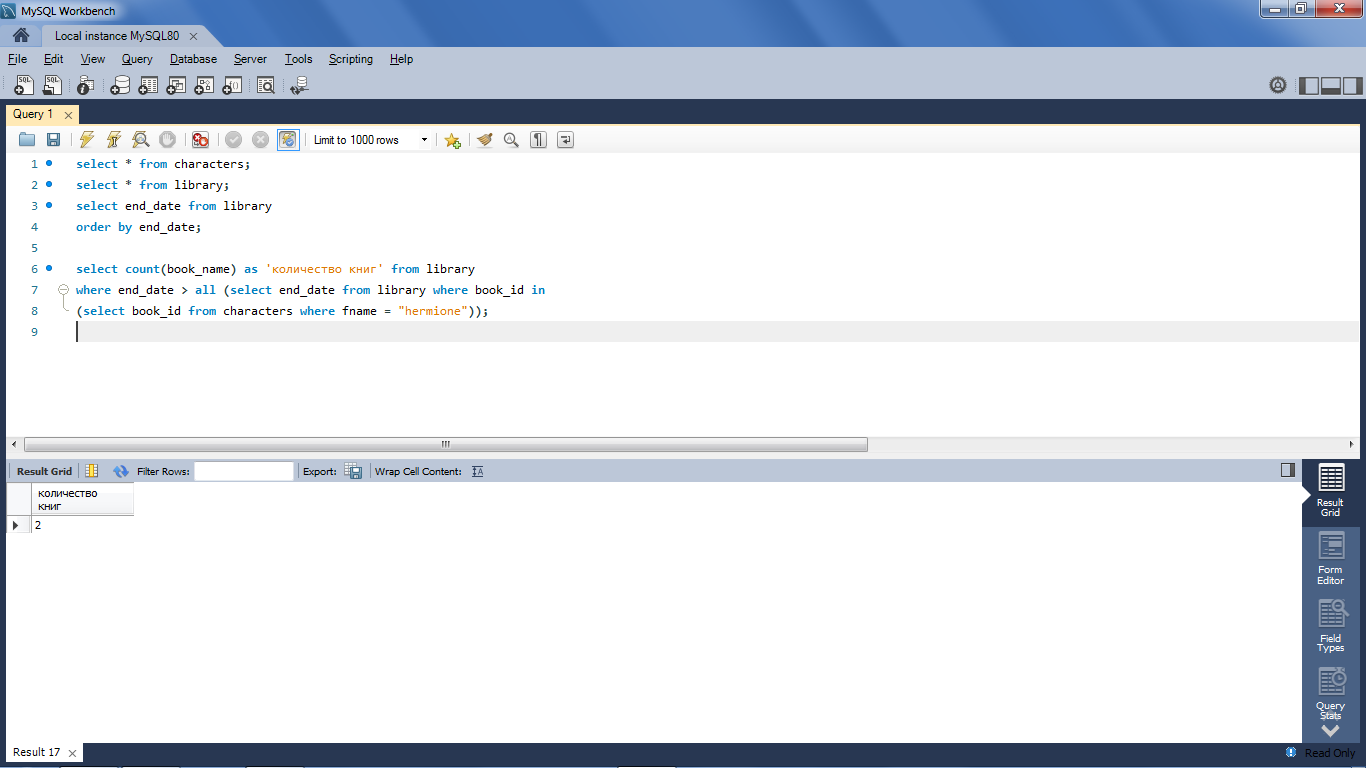 MySQL Workbench
Local instance MySQL80
File Edit View Query Database Server Tools Scripting Help
Query 1
Limit to 1000 rows
1 select * from characters;
2 select * from library;
3 select end_date from library
4 order by end_date;
5
6 select count(book_name) as 'количество книг' from library
7 where end_date > all (select end_date from library where book_id in
8 (select book_id from characters where fname = "hermione"));
9
Result Grid Filter Rows: Export: Wrap Cell Content:
количество
книг
2
Result
Grid
Form
Editor
Field
Types
Query
Stats
Result 17
Read Only